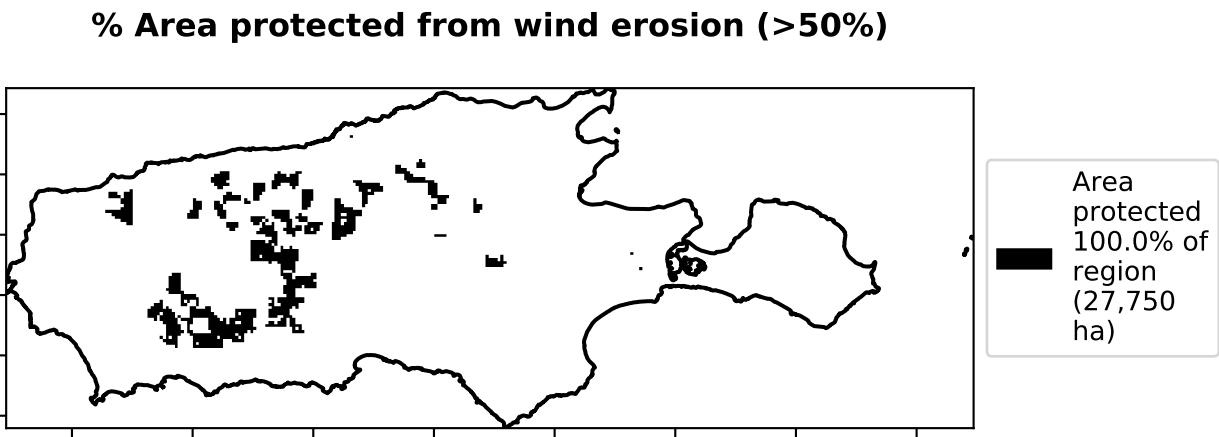 % Area protected from wind erosion (>50%)
Area
protected
100.0% of
region
(27,750
ha)